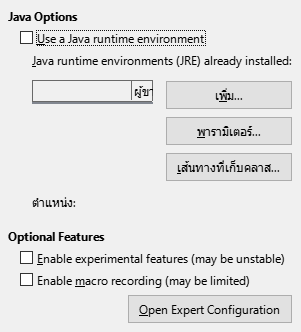 Java Options
Use a Java runtime environment
Java runtime environments (JRE) already installed:
ผู้ขา
เพิ่ม...
พารามิเตอร์...
เส้นทางที่เก็บคลาส...
ตำแหน่ง:
Optional Features
Enable experimental features (may be unstable)
Enable macro recording (may be limited)
Open Expert Configuration